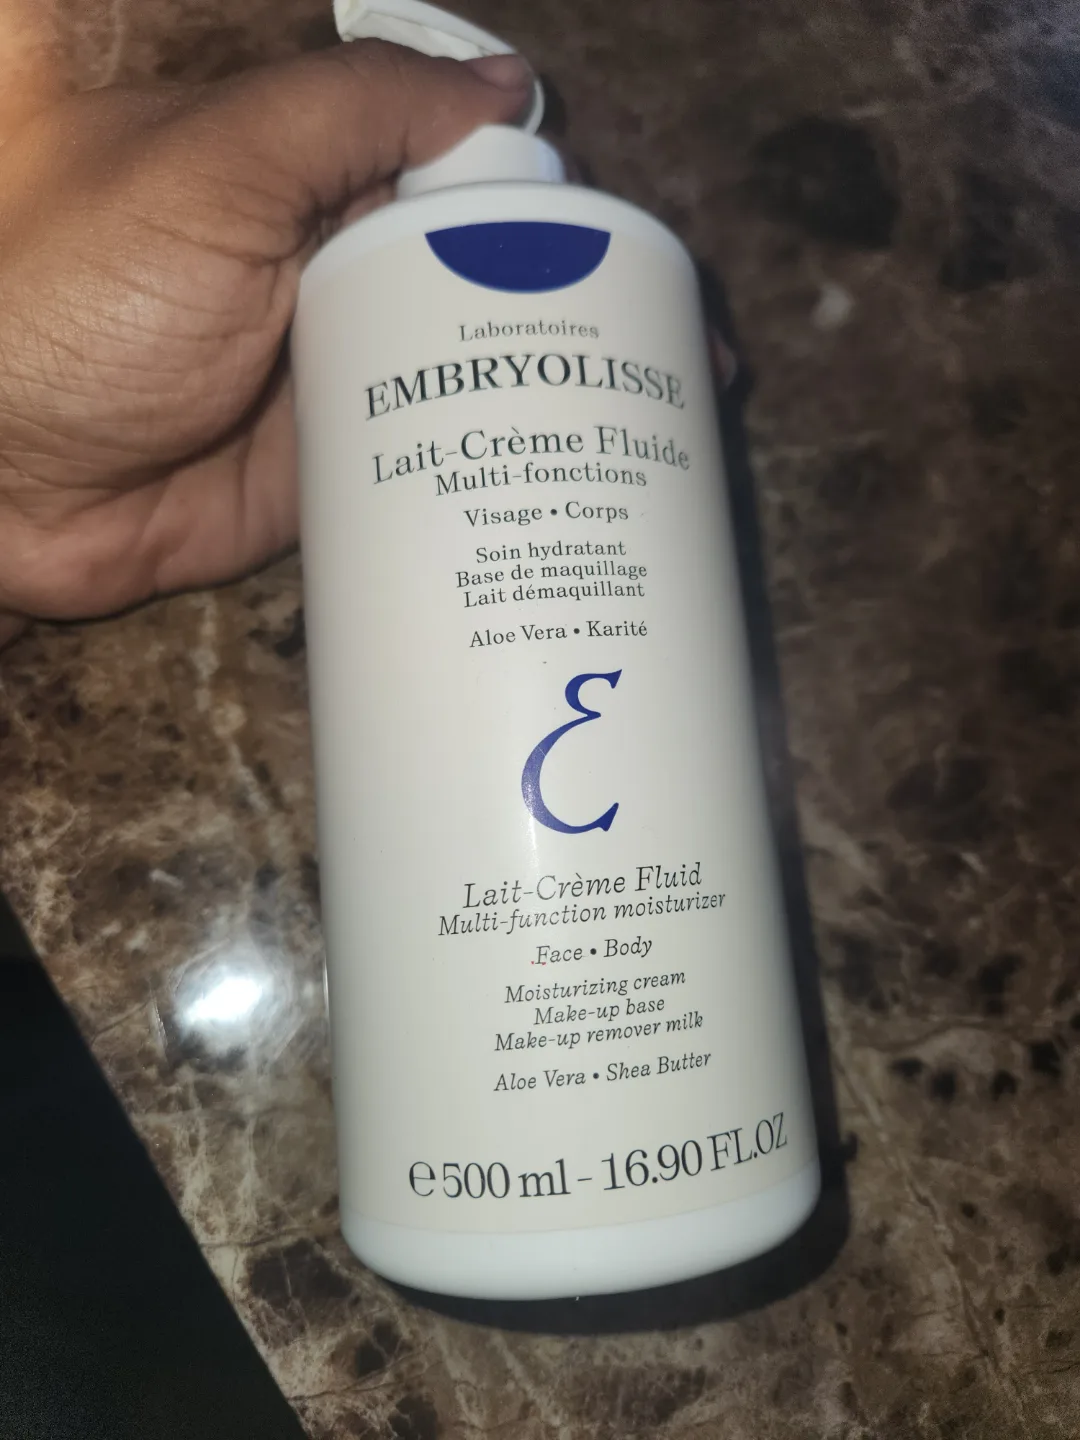 Laboratoires
EMBRYOLISSE
Lait-Crème Fluide
Multi-fonctions
Visage • Corps
Soin hydratant
Base de maquillage
Lait démaquillant
Aloe Vera • Karité
Ɛ
Lait-Crème Fluid
Multi-function moisturizer
Face • Body
Moisturizing cream
Make-up base
Make-up remover milk
Aloe Vera • Shea Butter
℮500 ml - 16.90 FL.OZ